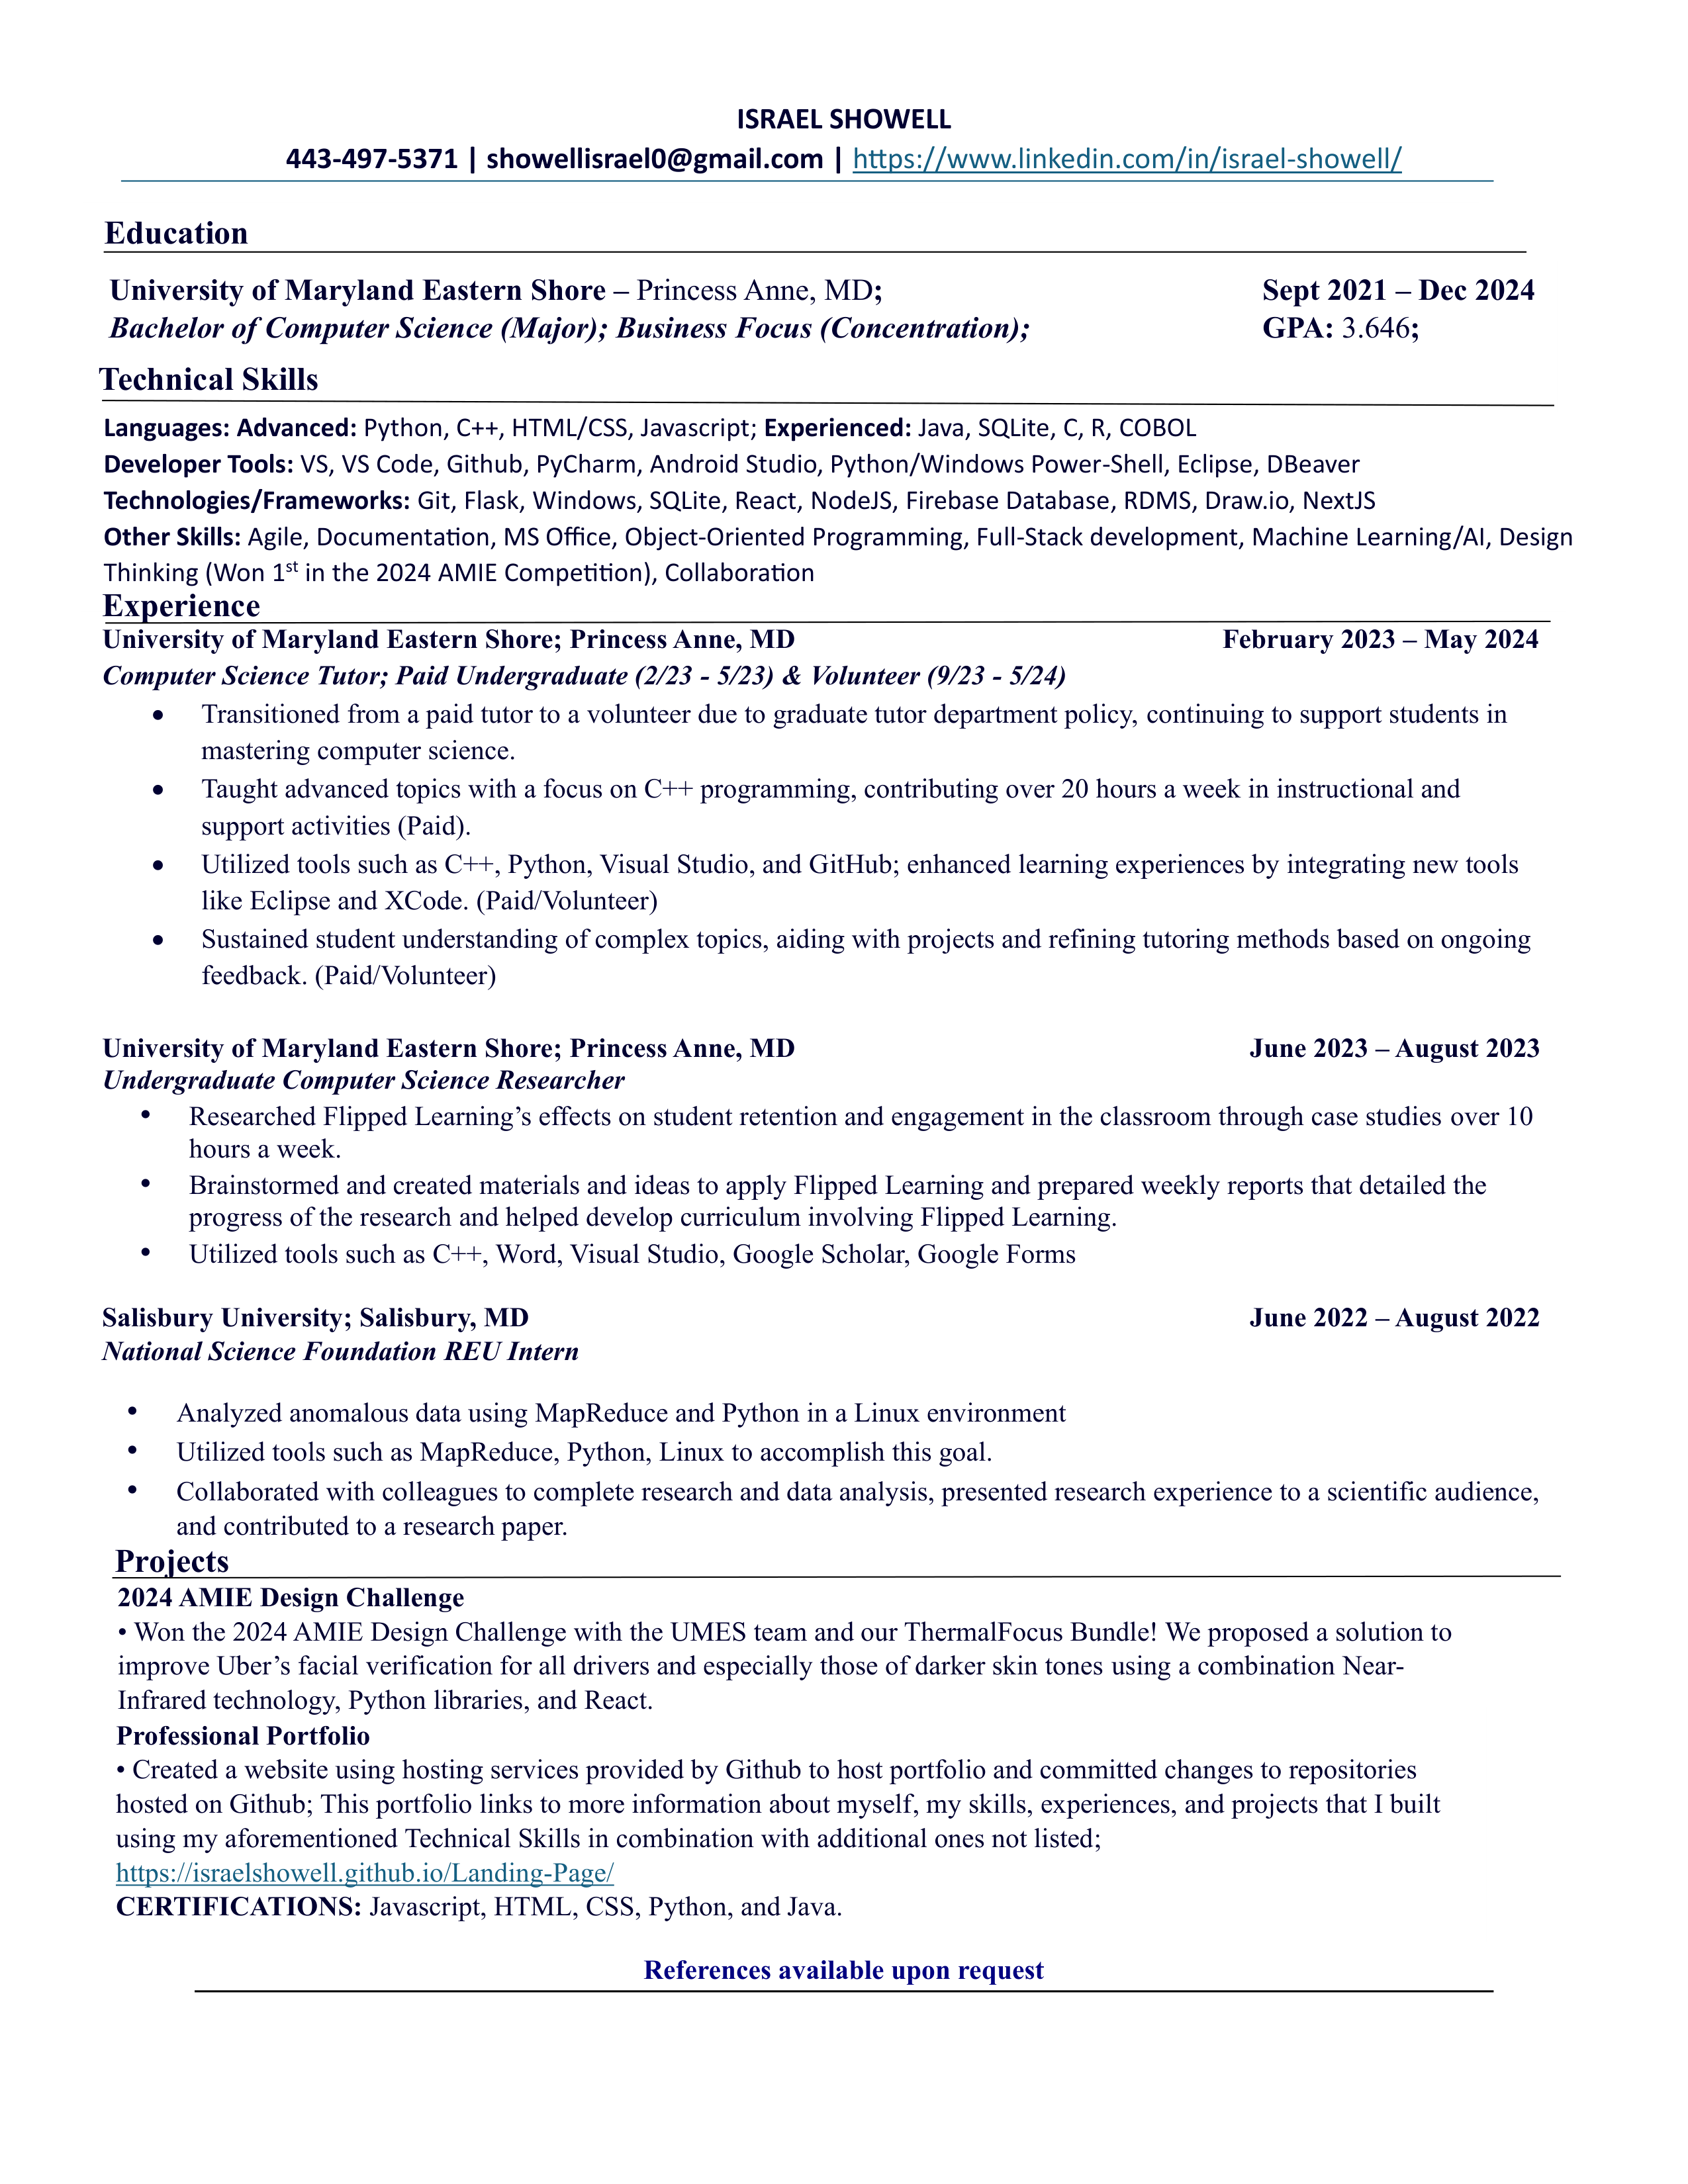 ISRAEL SHOWELL
443-497-5371 | showellisrael0@gmail.com | https://www.linkedin.com/in/israel-showell/
Education
University of Maryland Eastern Shore – Princess Anne, MD; Sept 2021 – Dec 2024
Bachelor of Computer Science (Major); Business Focus (Concentration); GPA: 3.646;
Technical Skills
Languages: Advanced: Python, C++, HTML/CSS, Javascript; Experienced: Java, SQLite, C, R, COBOL
Developer Tools: VS, VS Code, Github, PyCharm, Android Studio, Python/Windows Power-Shell, Eclipse, DBeaver
Technologies/Frameworks: Git, Flask, Windows, SQLite, React, NodeJS, Firebase Database, RDMS, Draw.io, NextJS
Other Skills: Agile, Documentation, MS Office, Object-Oriented Programming, Full-Stack development, Machine Learning/AI, Design
Thinking (Won 1st in the 2024 AMIE Competition), Collaboration
Experience
University of Maryland Eastern Shore; Princess Anne, MD February 2023 – May 2024
Computer Science Tutor; Paid Undergraduate (2/23 - 5/23) & Volunteer (9/23 - 5/24)
• Transitioned from a paid tutor to a volunteer due to graduate tutor department policy, continuing to support students in
mastering computer science.
• Taught advanced topics with a focus on C++ programming, contributing over 20 hours a week in instructional and
support activities (Paid).
• Utilized tools such as C++, Python, Visual Studio, and GitHub; enhanced learning experiences by integrating new tools
like Eclipse and XCode. (Paid/Volunteer)
• Sustained student understanding of complex topics, aiding with projects and refining tutoring methods based on ongoing
feedback. (Paid/Volunteer)
University of Maryland Eastern Shore; Princess Anne, MD June 2023 – August 2023
Undergraduate Computer Science Researcher
• Researched Flipped Learning’s effects on student retention and engagement in the classroom through case studies over 10
hours a week.
• Brainstormed and created materials and ideas to apply Flipped Learning and prepared weekly reports that detailed the
progress of the research and helped develop curriculum involving Flipped Learning.
• Utilized tools such as C++, Word, Visual Studio, Google Scholar, Google Forms
Salisbury University; Salisbury, MD June 2022 – August 2022
National Science Foundation REU Intern
• Analyzed anomalous data using MapReduce and Python in a Linux environment
• Utilized tools such as MapReduce, Python, Linux to accomplish this goal.
• Collaborated with colleagues to complete research and data analysis, presented research experience to a scientific audience,
and contributed to a research paper.
Projects
2024 AMIE Design Challenge
• Won the 2024 AMIE Design Challenge with the UMES team and our ThermalFocus Bundle! We proposed a solution to
improve Uber’s facial verification for all drivers and especially those of darker skin tones using a combination Near-
Infrared technology, Python libraries, and React.
Professional Portfolio
• Created a website using hosting services provided by Github to host portfolio and committed changes to repositories
hosted on Github; This portfolio links to more information about myself, my skills, experiences, and projects that I built
using my aforementioned Technical Skills in combination with additional ones not listed;
https://israelshowell.github.io/Landing-Page/
CERTIFICATIONS: Javascript, HTML, CSS, Python, and Java.
References available upon request